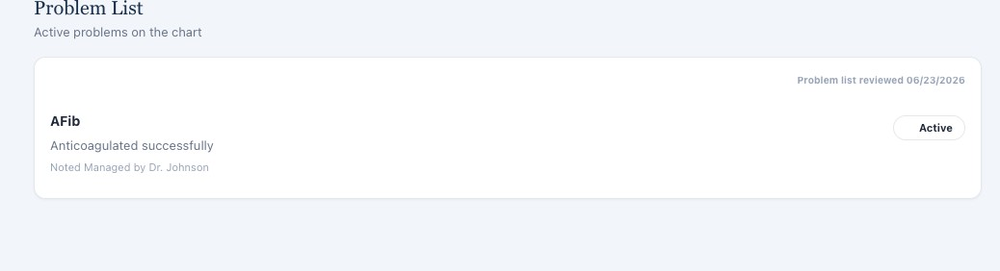 Problem List
Active problems on the chart
Problem list reviewed 06/23/2026
AFib
Active
Anticoagulated successfully
Noted Managed by Dr. Johnson